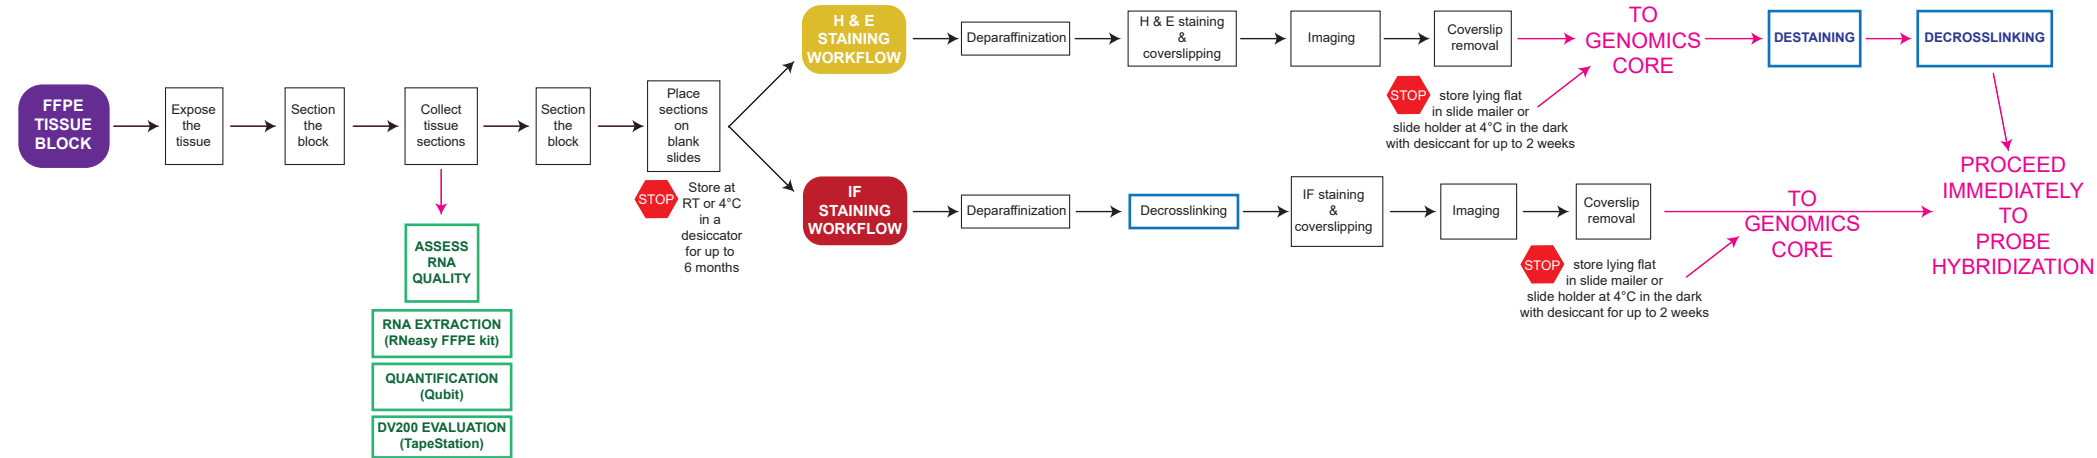 FFPE
TISSUE
BLOCK
Expose
the
tissue
Section
the
block
Collect
tissue
sections
Section
the
block
Place
sections
on
blank
slides
STOP
Store at
RT or 4°C
in a
desiccator
for up to
6 months
ASSESS
RNA
QUALITY
RNA EXTRACTION
(RNeasy FFPE kit)
QUANTIFICATION
(Qubit)
DV200 EVALUATION
(TapeStation)
H & E
STAINING
WORKFLOW
Deparaffinization
H & E staining
&
coverslipping
Imaging
Coverslip
removal
STOP
store lying flat
in slide mailer or
slide holder at 4°C in the dark
with desiccant for up to 2 weeks
TO
GENOMICS
CORE
DESTAINING
DECROSSLINKING
IF
STAINING
WORKFLOW
Deparaffinization
Decrosslinking
IF staining
&
coverslipping
Imaging
Coverslip
removal
STOP
store lying flat
in slide mailer or
slide holder at 4°C in the dark
with desiccant for up to 2 weeks
TO
GENOMICS
CORE
PROCEED
IMMEDIATELY
TO
PROBE
HYBRIDIZATION